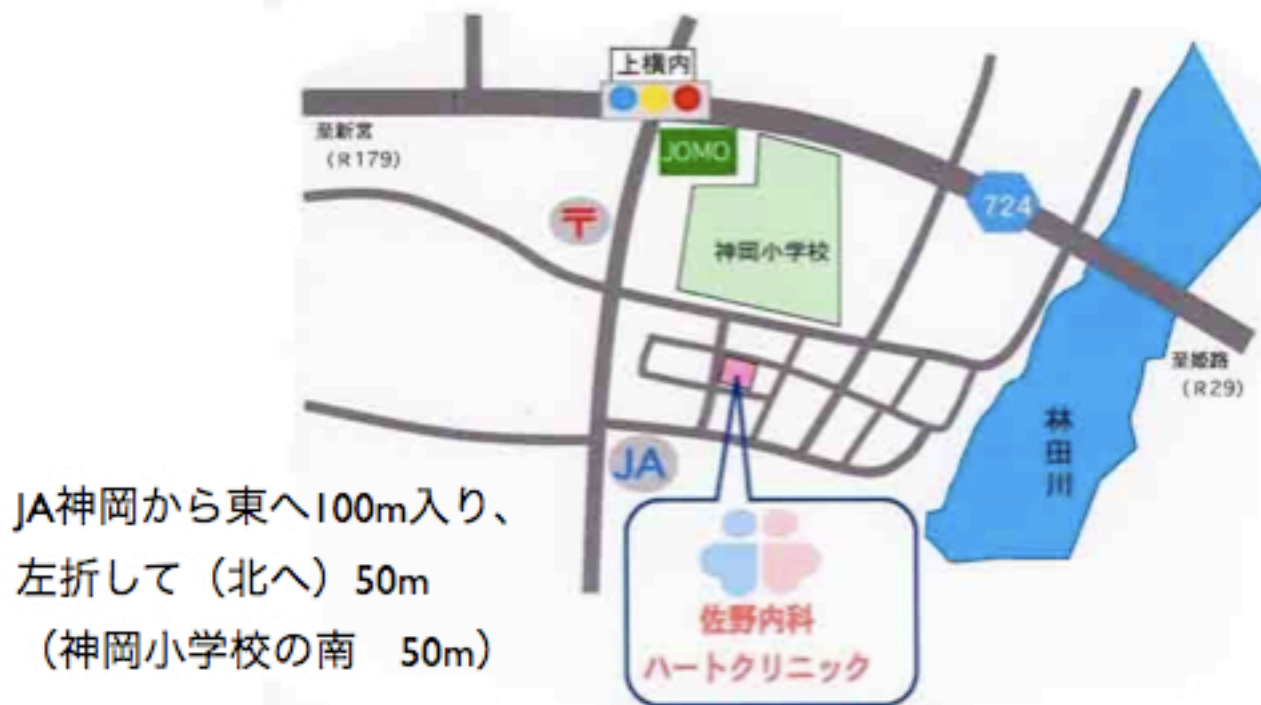 上横内
至新宮
（R179）
JOMO
〒
神岡小学校
724
至姫路
（R29）
林田川
JA
JA神岡から東へ100m入り、
左折して（北へ）50m
（神岡小学校の南　50m）
佐野内科
ハートクリニック